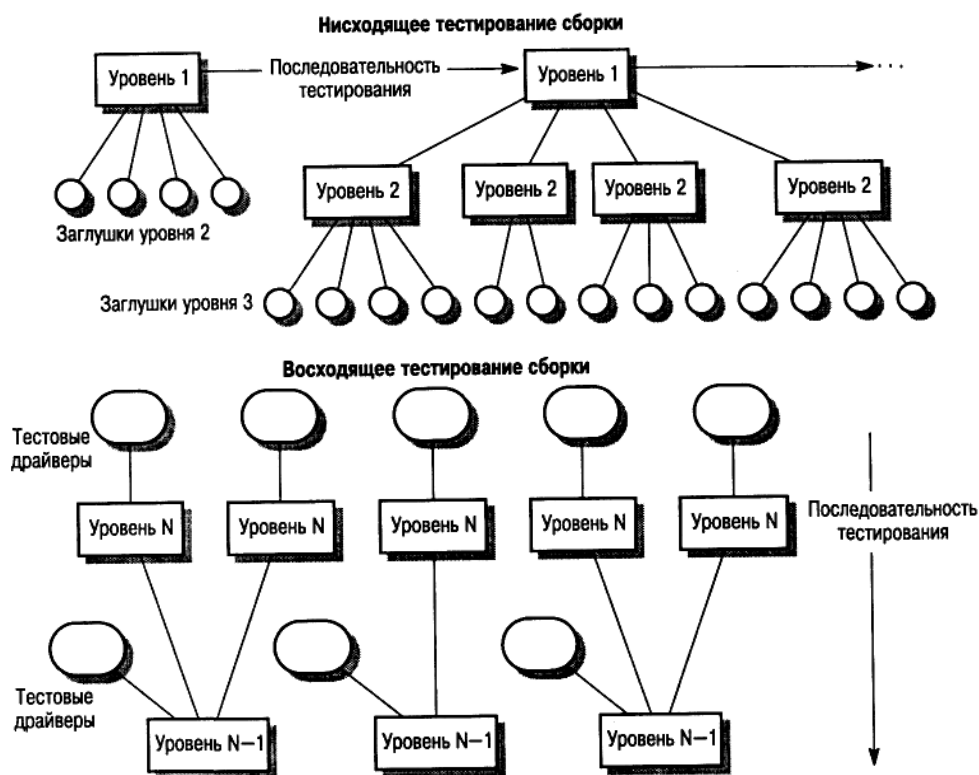 Нисходящее тестирование сборки
Уровень 1
Последовательность
тестирования
Уровень 1
...
Уровень 2
Уровень 2
Уровень 2
Уровень 2
Заглушки уровня 2
Заглушки уровня 3
Восходящее тестирование сборки
Тестовые
драйверы
Уровень N
Уровень N
Уровень N
Уровень N
Уровень N
Последовательность
тестирования
Тестовые
драйверы
Уровень N–1
Уровень N–1
Уровень N–1